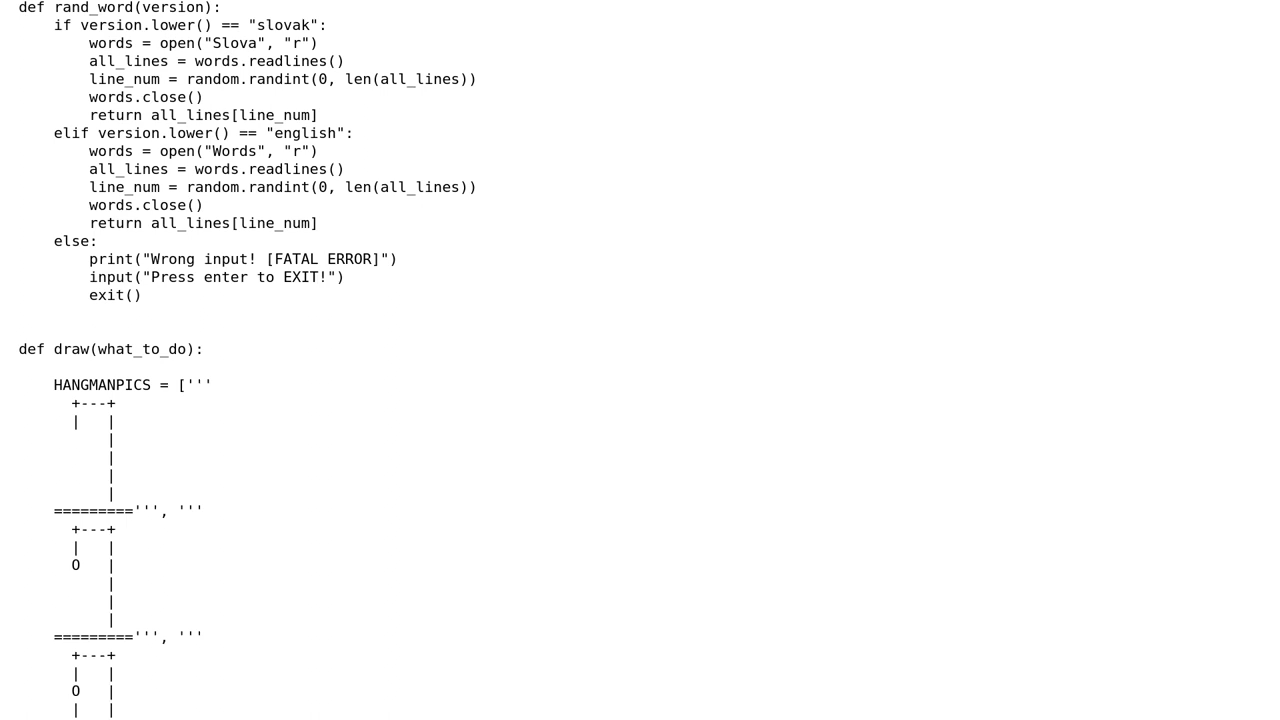 def rand_word(version):
    if version.lower() == "slovak":
        words = open("Slova", "r")
        all_lines = words.readlines()
        line_num = random.randint(0, len(all_lines))
        words.close()
        return all_lines[line_num]
    elif version.lower() == "english":
        words = open("Words", "r")
        all_lines = words.readlines()
        line_num = random.randint(0, len(all_lines))
        words.close()
        return all_lines[line_num]
    else:
        print("Wrong input! [FATAL ERROR]")
        input("Press enter to EXIT!")
        exit()


def draw(what_to_do):

    HANGMANPICS = ['''
      +---+
      |   |
          |
          |
          |
          |
    =========''', '''
      +---+
      |   |
      O   |
          |
          |
          |
    =========''', '''
      +---+
      |   |
      O   |
      |   |